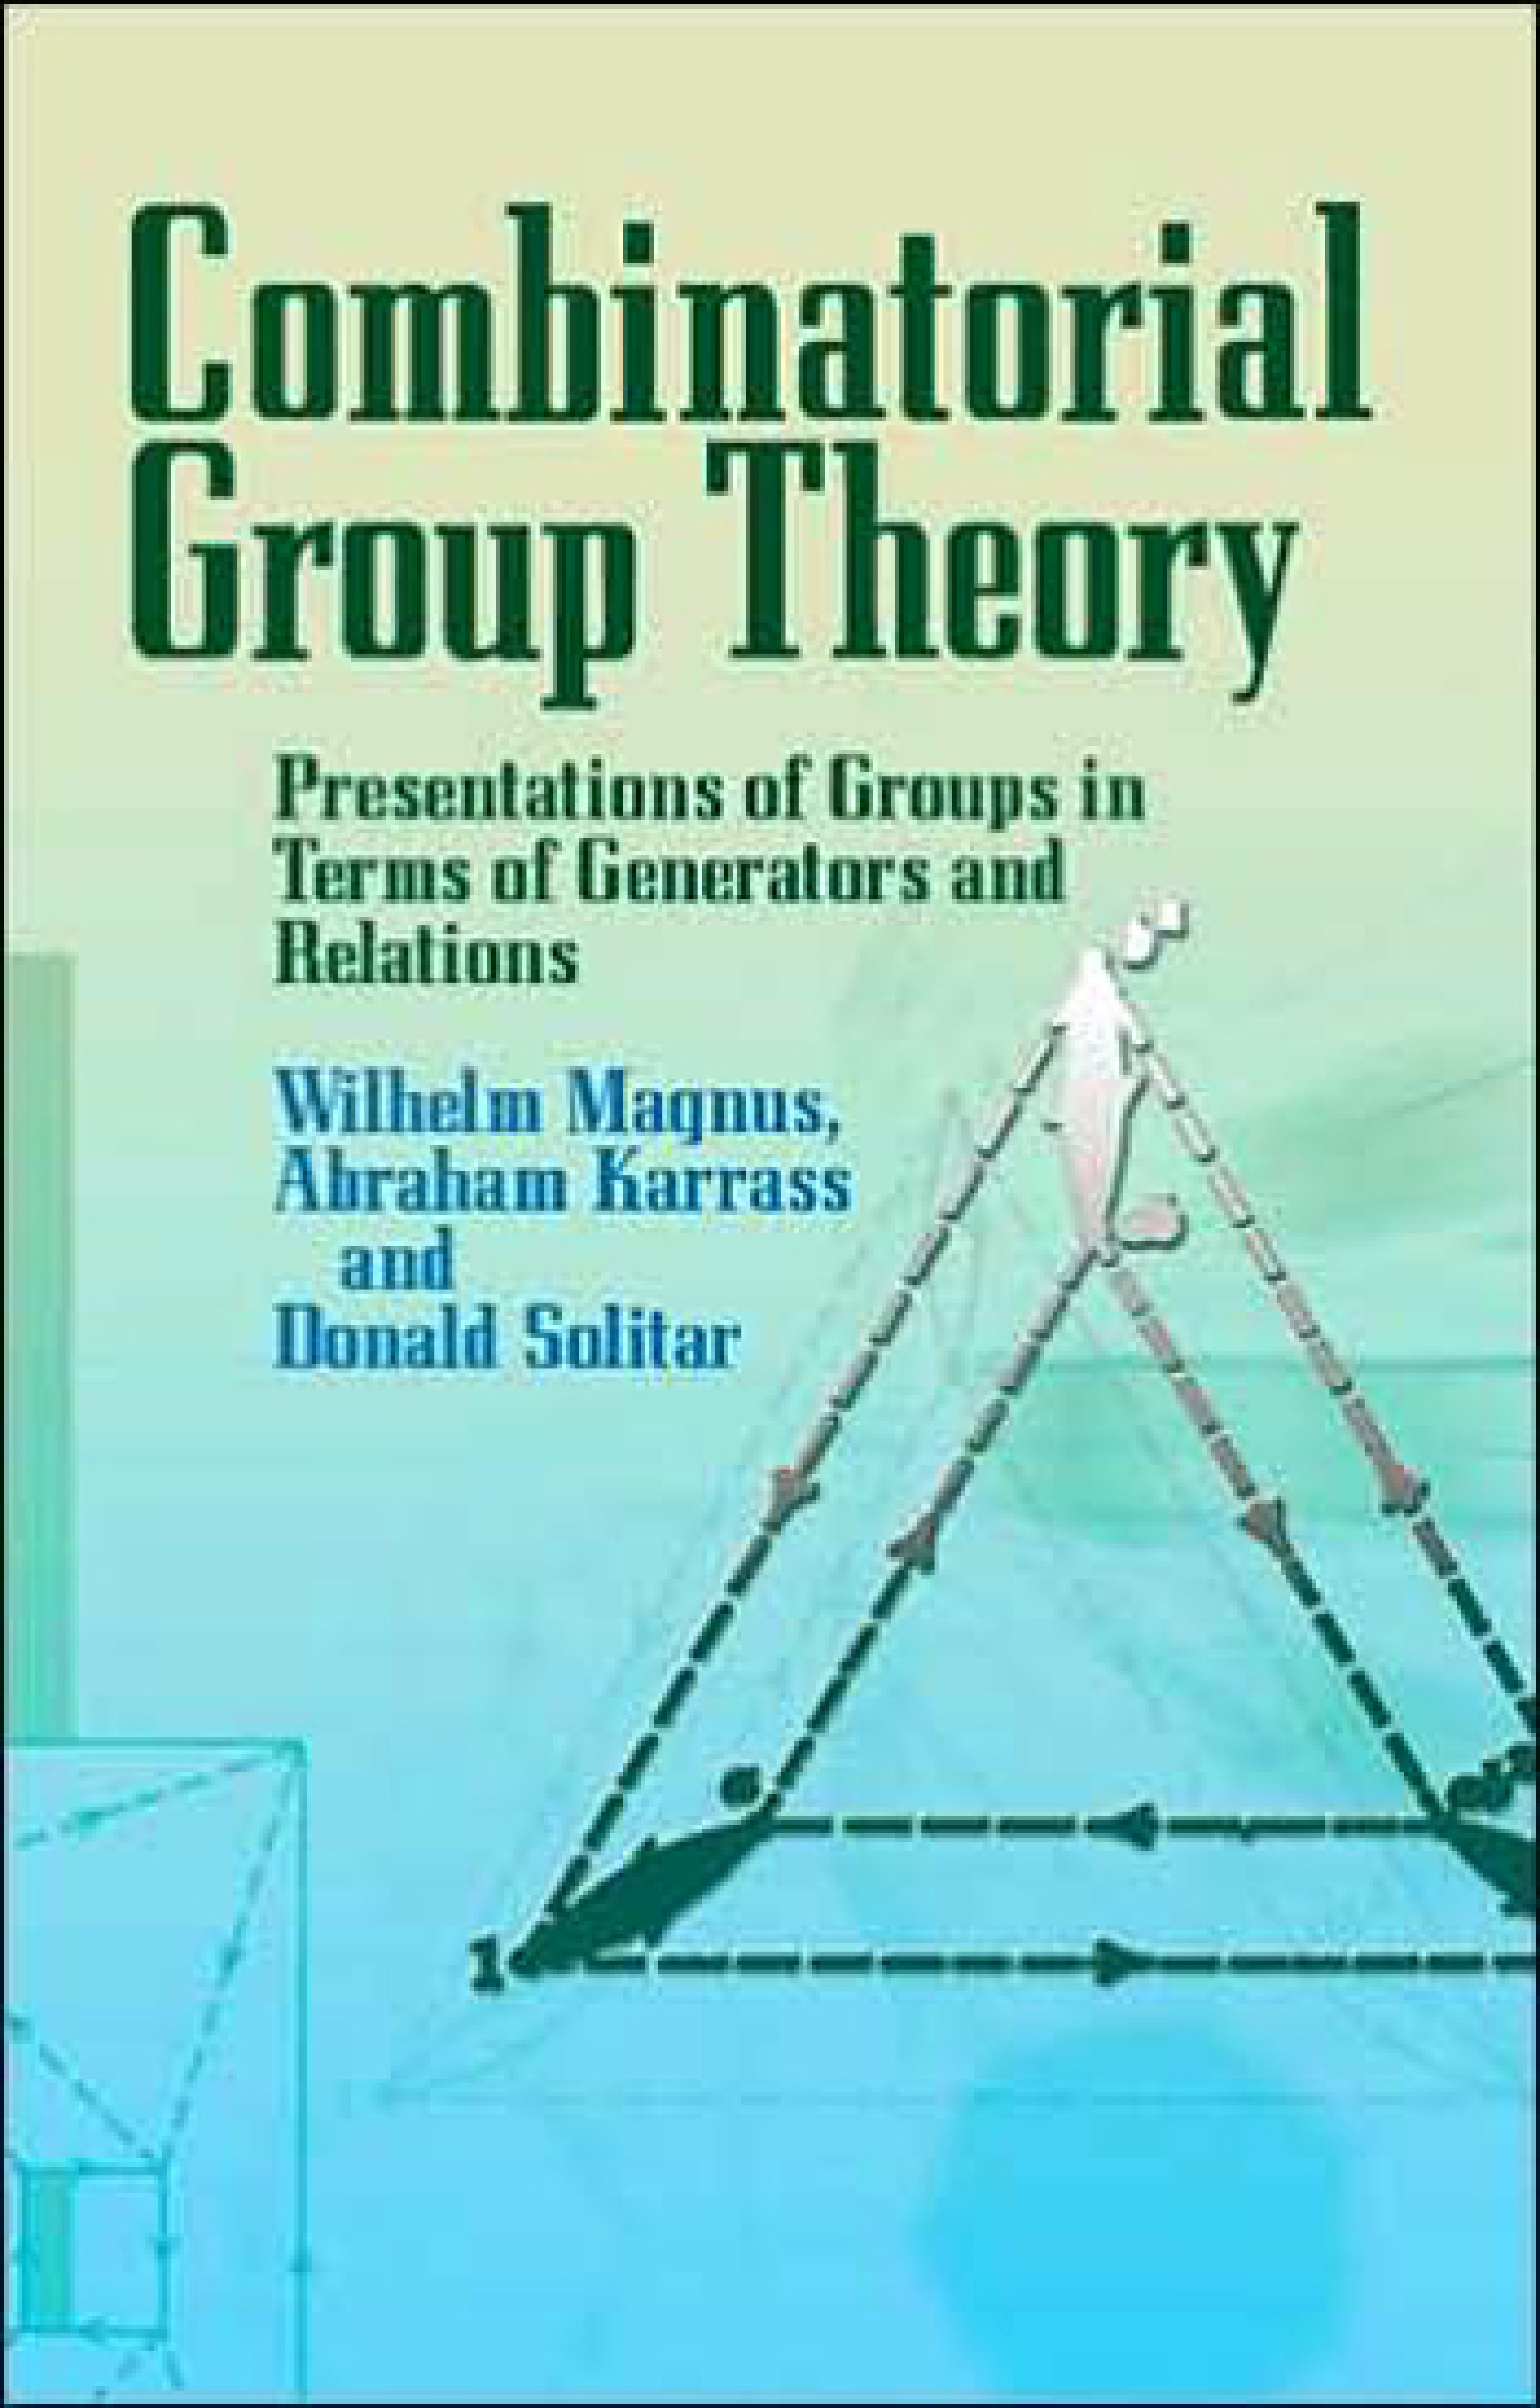 Combinatorial
Group Theory
Presentations of Groups in
Terms of Generators and
Relations
Wilhelm Magnus,
Abraham Karrass
and
Donald Solitar
1